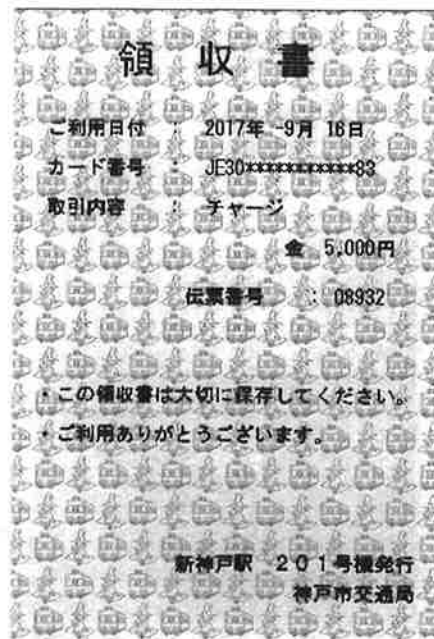 領 収 書
ご利用日付 : 2017年 -9月 16日
カード番号 : JE30***********83
取引内容 : チャージ
金 5,000円
伝票番号 : 08932
・この領収書は大切に保存してください。
・ご利用ありがとうございます。
新神戸駅 201号機発行
神戸市交通局